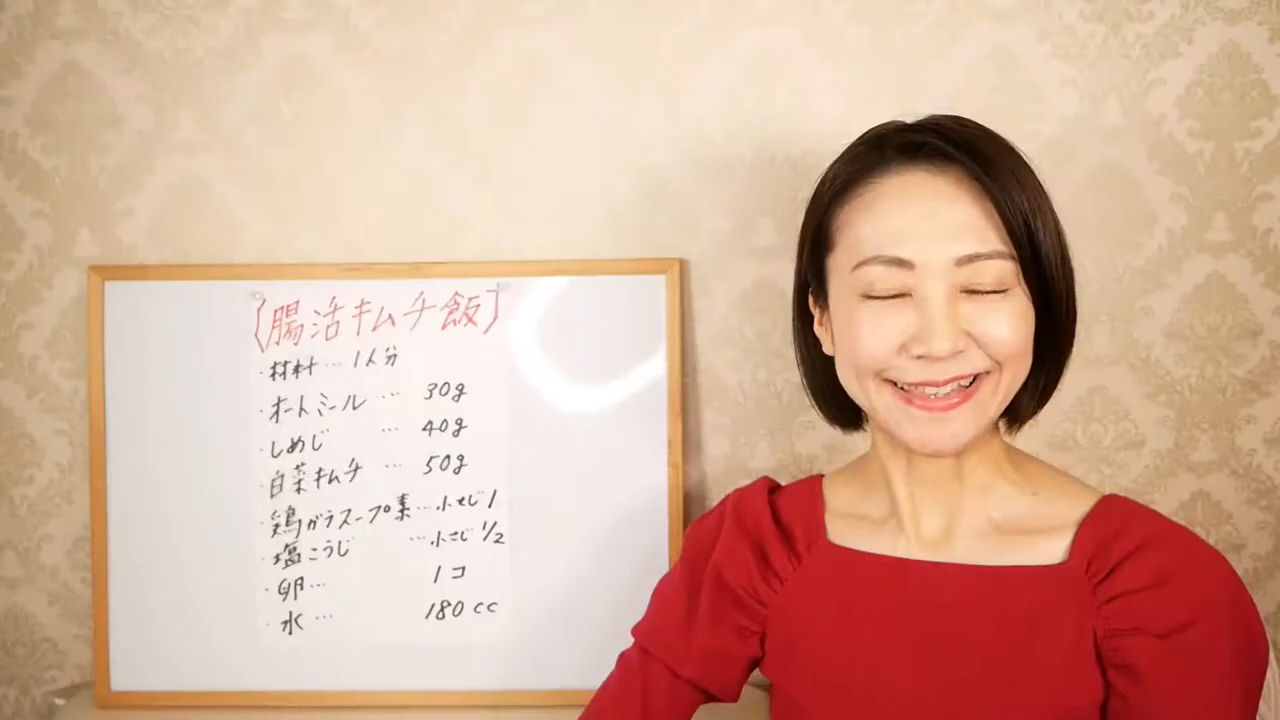 〔腸活キムチ飯〕
・材料…1人分
・オートミール… 30g
・しめじ … 40g
・白菜キムチ … 50g
・鶏ガラスープ素…小さじ1
・塩こうじ …小さじ1/2
・卵… 1コ
・水… 180cc